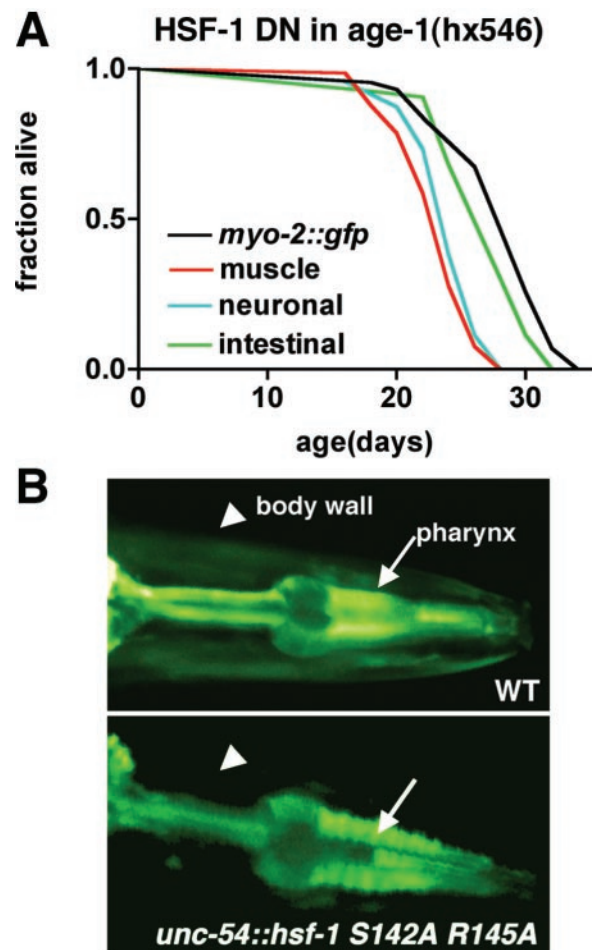 A
HSF-1 DN in age-1(hx546)
fraction alive
1.0
0.5
0.0
myo-2::gfp
muscle
neuronal
intestinal
0
10
20
30
age(days)
B
body wall
pharynx
WT
unc-54::hsf-1 S142A R145A